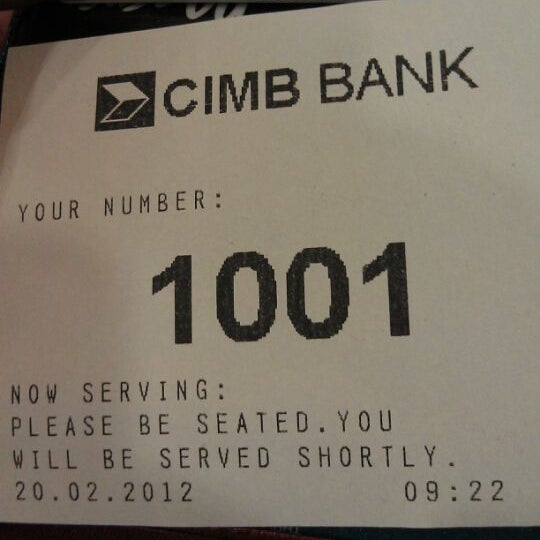 CIMB BANK
YOUR NUMBER:
1001
NOW SERVING:
PLEASE BE SEATED.YOU
WILL BE SERVED SHORTLY.
20.02.2012 09:22